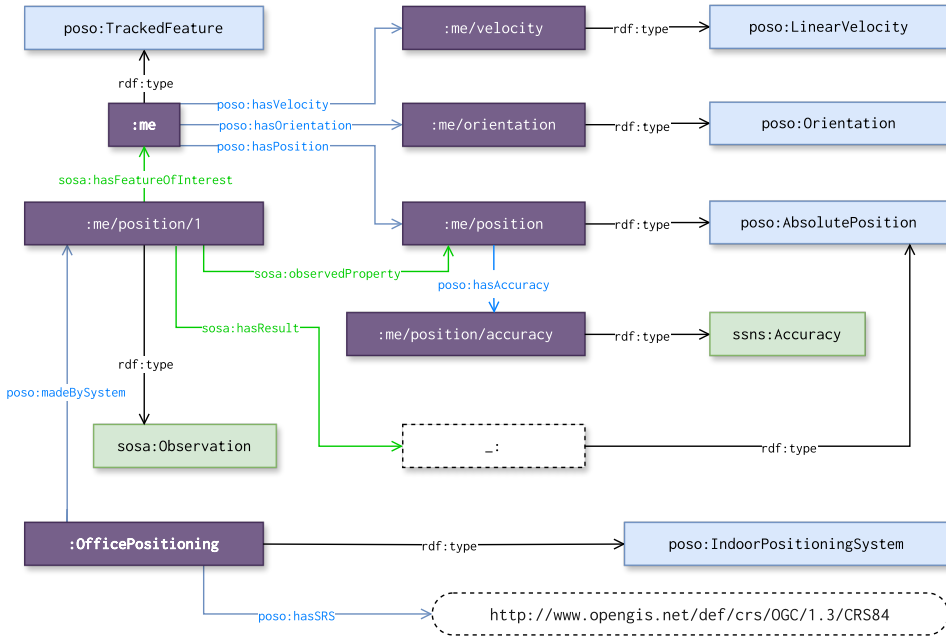 poso:TrackedFeature
:me/velocity
rdf:type
poso:LinearVelocity
rdf:type
poso:hasVelocity
:me
poso:hasOrientation
:me/orientation
rdf:type
poso:Orientation
poso:hasPosition
sosa:hasFeatureOfInterest
:me/position/1
:me/position
rdf:type
poso:AbsolutePosition
sosa:observedProperty
poso:hasAccuracy
sosa:hasResult
:me/position/accuracy
rdf:type
ssns:Accuracy
rdf:type
poso:madeBySystem
sosa:Observation
_:
rdf:type
:OfficePositioning
rdf:type
poso:IndoorPositioningSystem
poso:hasSRS
http://www.opengis.net/def/crs/OGC/1.3/CRS84